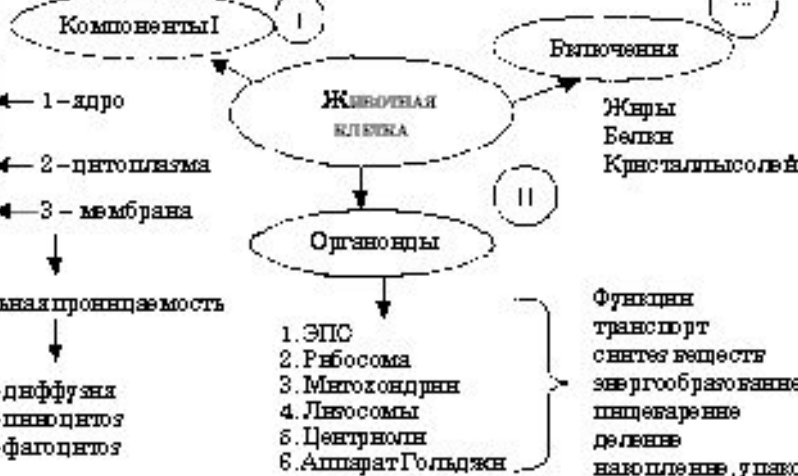 Компоненты I
I
Включения
Животная
клетка
1 – ядро
2 – цитоплазма
3 – мембрана
Жиры
Белки
Кристаллы солей
II
Органоиды
проницаемость
диффузия
пиноцитоз
фагоцитоз
1. ЭПС
2. Рибосома
3. Митохондрии
4. Лизосомы
5. Центриоли
6. Аппарат Гольджи
Функции
транспорт
синтез веществ
энергообразование
пищеварение
деление
накопление,